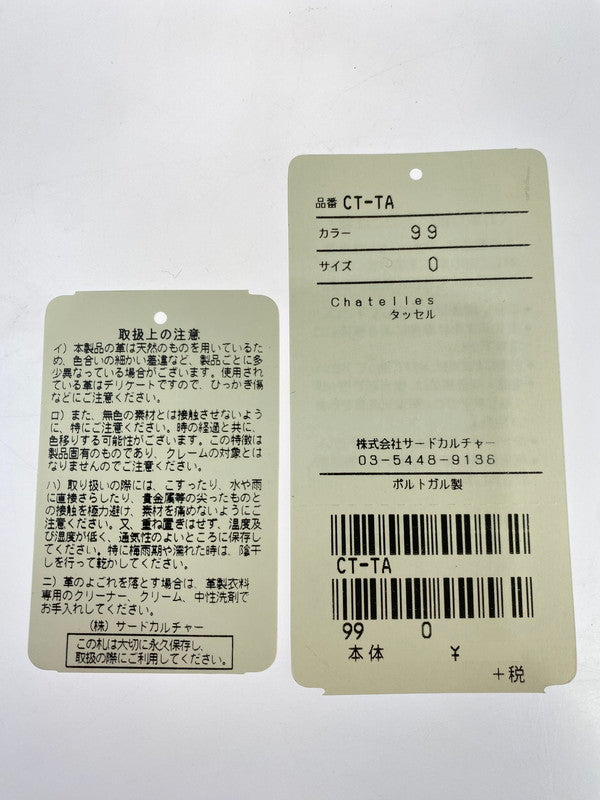 取扱上の注意
イ）本製品の革は天然のものを用いているた
め、色合いの細かい差違など、製品ごとに多
少異なっている場合がございます。使用され
ている革はデリケートですので、ひっかき傷
などにご注意ください。
ロ）また、無色の素材とは接触させないよう
に、特にご注意ください。時の経過と共に、
色移りする可能性がございます。この特徴は
製品固有のものであり、クレームの対象とは
なりませんのでご注意ください。
ハ）取り扱いの際には、こすったり、水や雨
に直接さらしたり、貴金属等の尖ったものと
の接触を極力避け、素材を痛めないようにご
注意ください。又、重ね置きはせず、温度及
び湿度が低く、通気性のよいところに保存し
てください。特に梅雨期や濡れた時は、陰干
しを行って乾かしてください。
ニ）革のよごれを落とす場合は、革製衣料
専用のクリーナー、クリーム、中性洗剤で
お手入れしてください。
（株）サードカルチャー
この札は大切に永久保存し、
取扱の際にご利用してください。
品番 CT-TA
カラー 99
サイズ 0
Chatelles
タッセル
株式会社サードカルチャー
03-5448-9136
ポルトガル製
CT-TA
99 0
本体 ￥
＋税